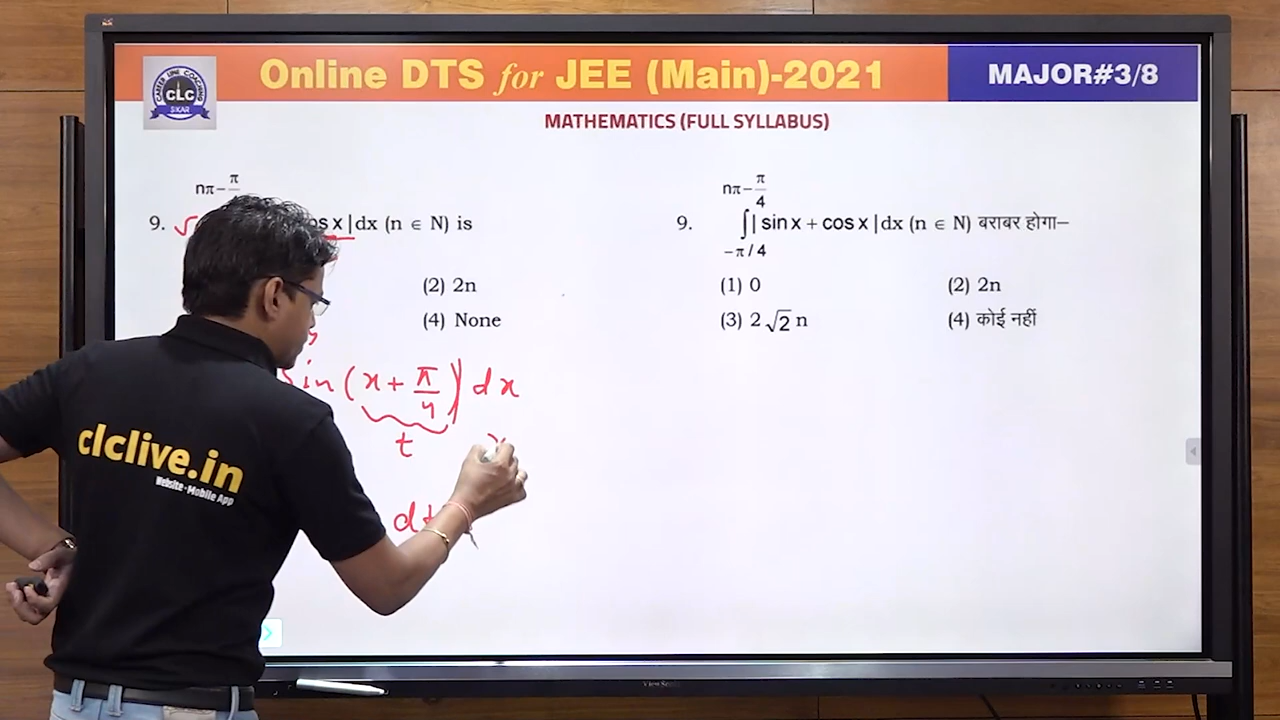 Online DTS for JEE (Main)-2021
MAJOR#3/8
CLC
SIKAR
MATHEMATICS (FULL SYLLABUS)
nπ− π
9. √ os x | dx (n ∈ N) is
(2) 2n
(4) None
sin (x + π/4) dx
t
dt
nπ− π/4
9. ∫ | sin x + cos x | dx (n ∈ N) बराबर होगा–
−π / 4
(1) 0 (2) 2n
(3) 2√2 n (4) कोई नहीं
clclive.in
Website • Mobile App
ViewSonic